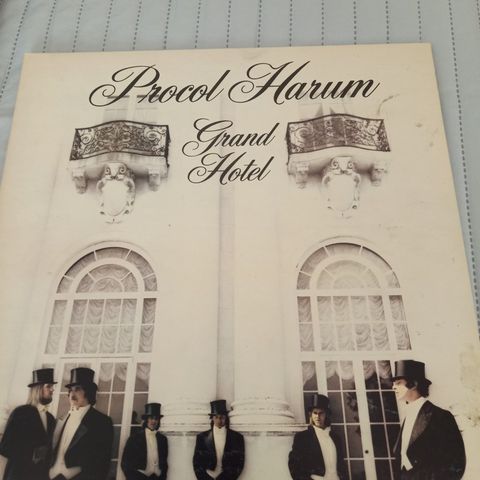 Procol Harum
Grand
Hotel